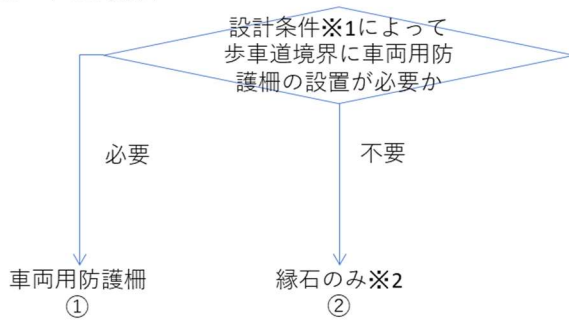 設計条件※1によって
歩車道境界に車両用防
護柵の設置が必要か
必要
不要
車両用防護柵
①
縁石のみ※2
②